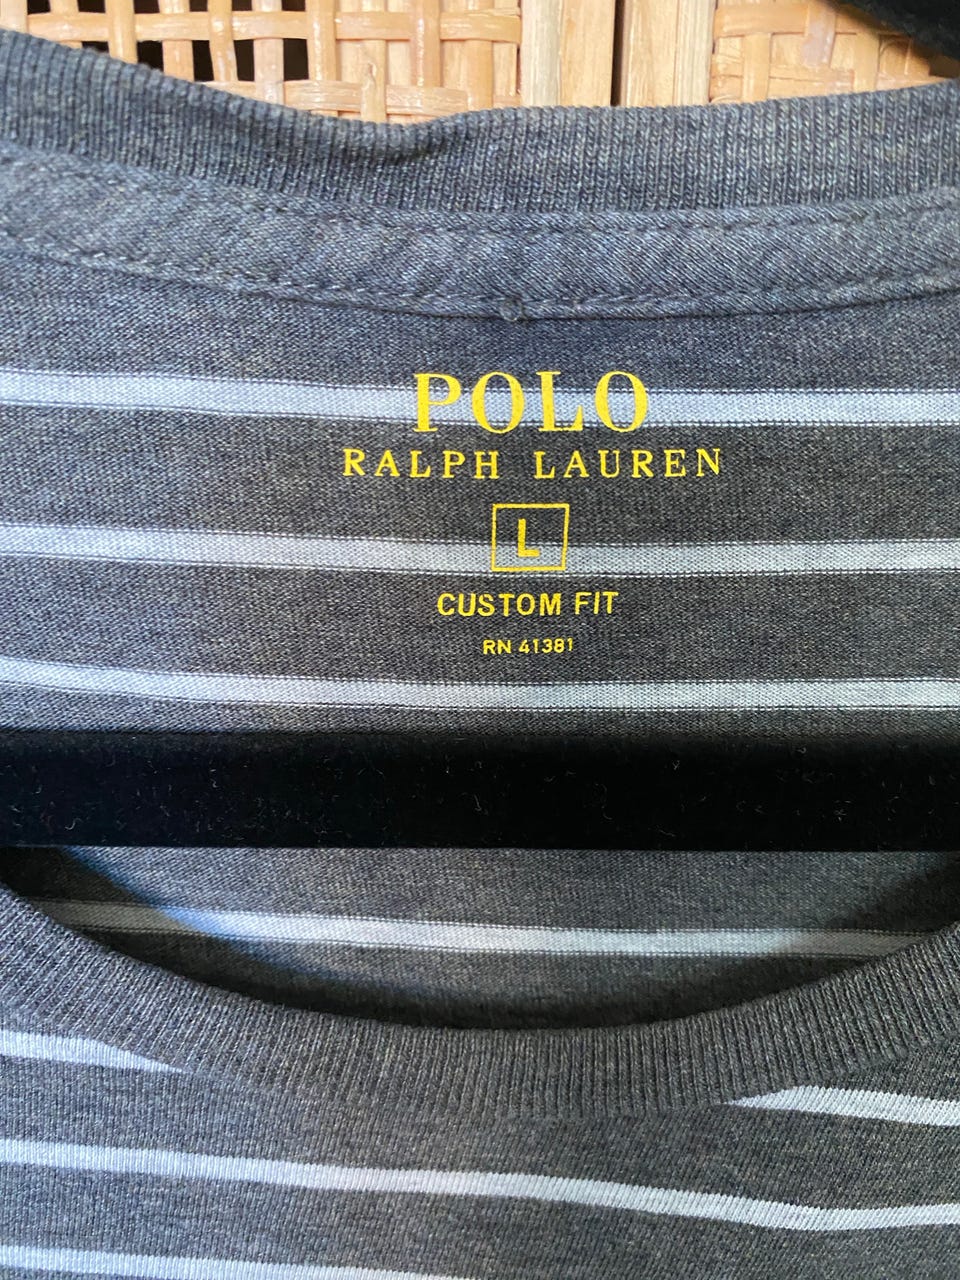 POLO
RALPH LAUREN
L
CUSTOM FIT
RN 41381